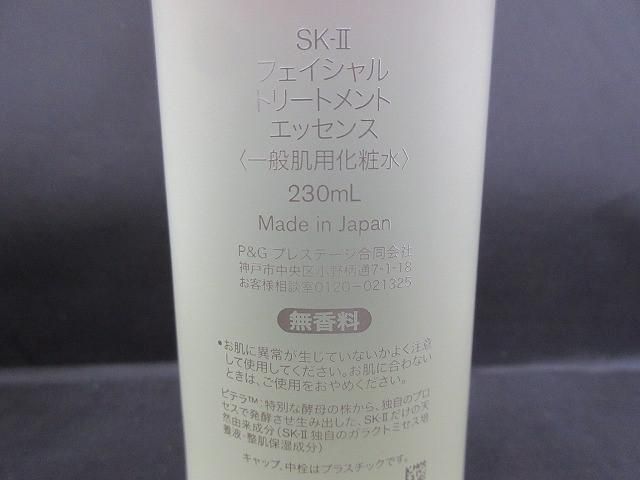 SK-Ⅱ
フェイシャル
トリートメント
エッセンス
〈一般肌用化粧水〉
230mL
Made in Japan
P&G プレステージ合同会社
神戸市中央区小野柄通7-1-18
お客様相談室0120-021325
無香料
•お肌に異常が生じていないかよく注意
して使用してください。お肌に合わない
ときは、ご使用をおやめください。
ピテラ™:特別な酵母の株から、独自のプロ
セスで発酵させ生み出した、SK-Ⅱだけの天
然由来成分(SK-Ⅱ独自のガラクトミセス培
養液-整肌保湿成分)
キャップ、中栓はプラスチックです。